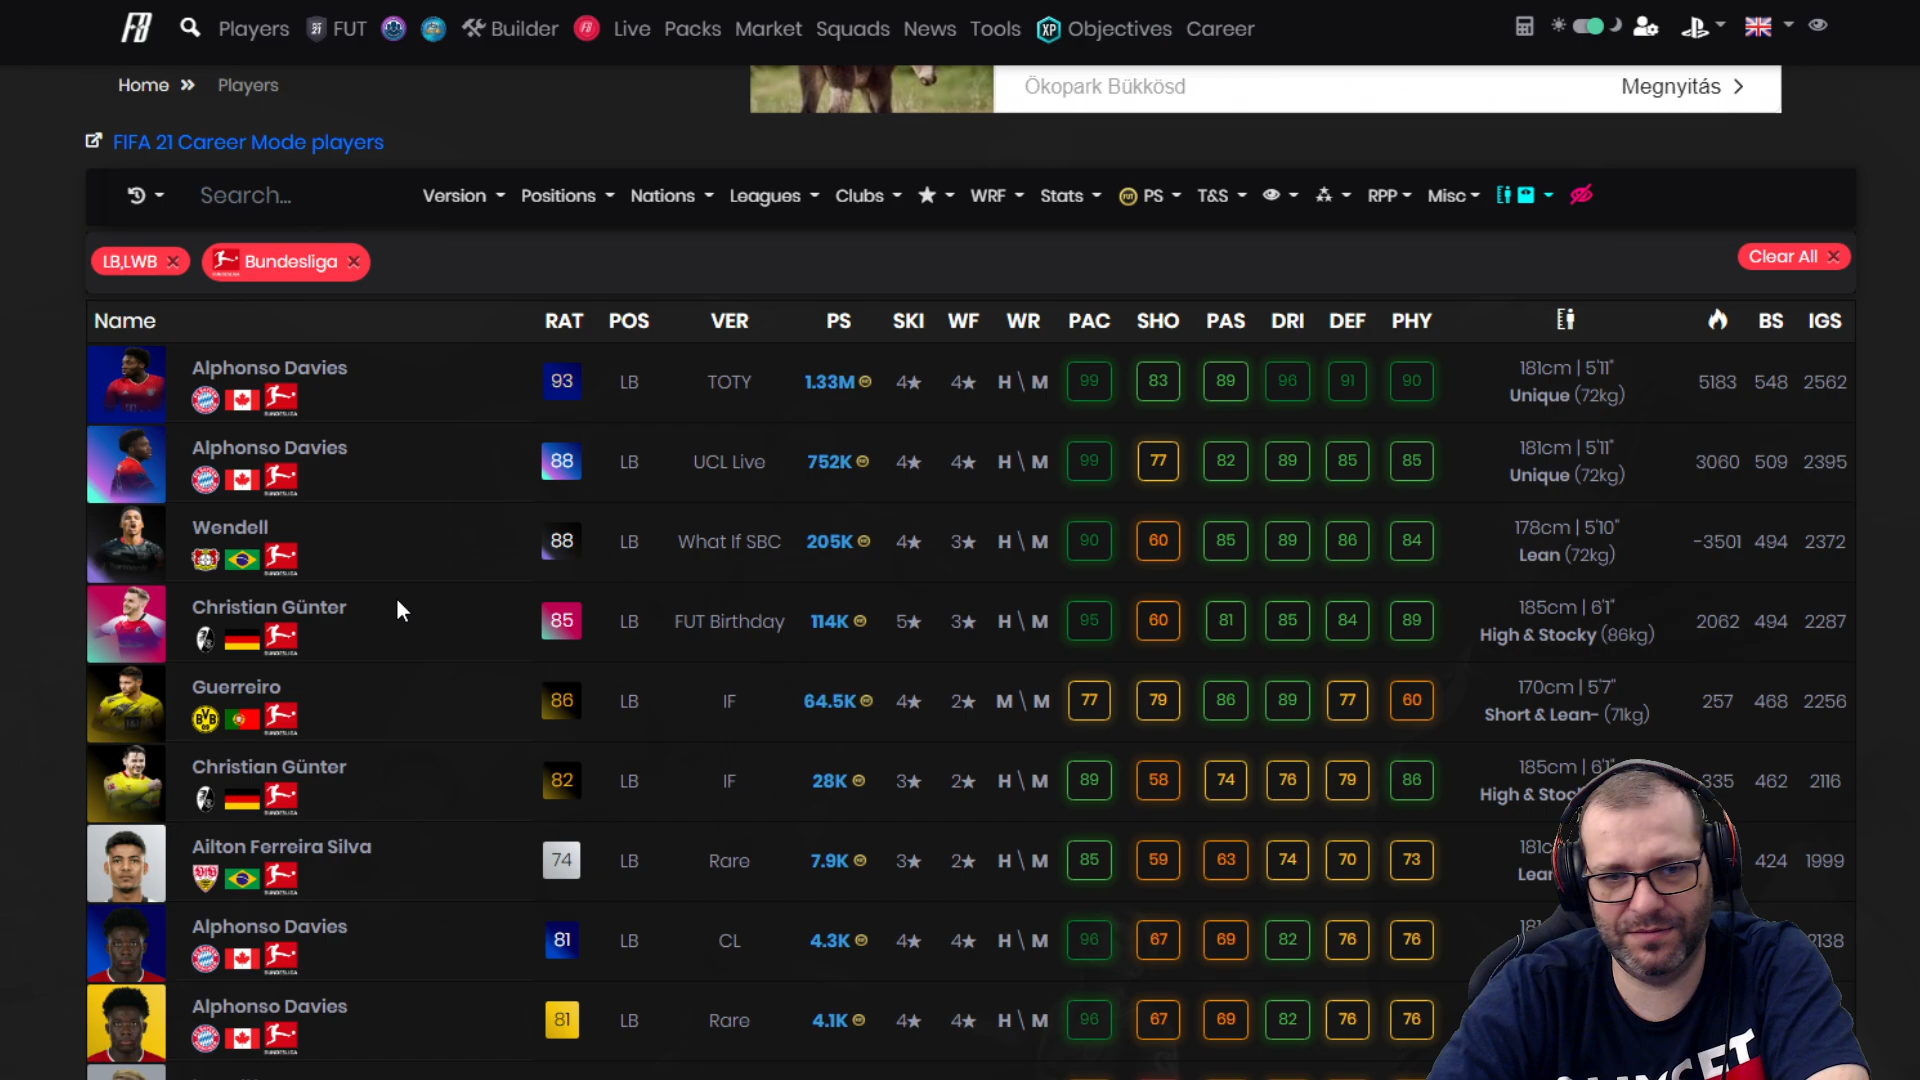 Players FUT Builder Live Packs Market Squads News Tools XP Objectives Career
Home » Players
Ökopark Bükkösd Megnyitás
FIFA 21 Career Mode players
Search... Version Positions Nations Leagues Clubs WRF Stats PS T&S RPP Misc
LB,LWB × Bundesliga × Clear All ×
Name RAT POS VER PS SKI WF WR PAC SHO PAS DRI DEF PHY BS IGS
Alphonso Davies
93 LB TOTY 1.33M 4★ 4★ H \ M 99 83 89 96 91 90 181cm | 5'11" 5183 548 2562
Unique (72kg)
Alphonso Davies
88 LB UCL Live 752K 4★ 4★ H \ M 99 77 82 89 85 85 181cm | 5'11" 3060 509 2395
Unique (72kg)
Wendell
88 LB What If SBC 205K 4★ 3★ H \ M 90 60 85 89 86 84 178cm | 5'10" -3501 494 2372
Lean (72kg)
Christian Günter
85 LB FUT Birthday 114K 5★ 3★ H \ M 95 60 81 85 84 89 185cm | 6'1" 2062 494 2287
High & Stocky (86kg)
Guerreiro
86 LB IF 64.5K 4★ 2★ M \ M 77 79 86 89 77 60 170cm | 5'7" 257 468 2256
Short & Lean- (71kg)
Christian Günter
82 LB IF 28K 3★ 2★ H \ M 89 58 74 76 79 86 185cm | 6'1" 335 462 2116
High &
Ailton Ferreira Silva
74 LB Rare 7.9K 3★ 2★ H \ M 85 59 63 74 70 73 424 1999
Alphonso Davies
81 LB CL 4.3K 4★ 4★ H \ M 96 67 69 82 76 76
Alphonso Davies
81 LB Rare 4.1K 4★ 4★ H \ M 96 67 69 82 76 76